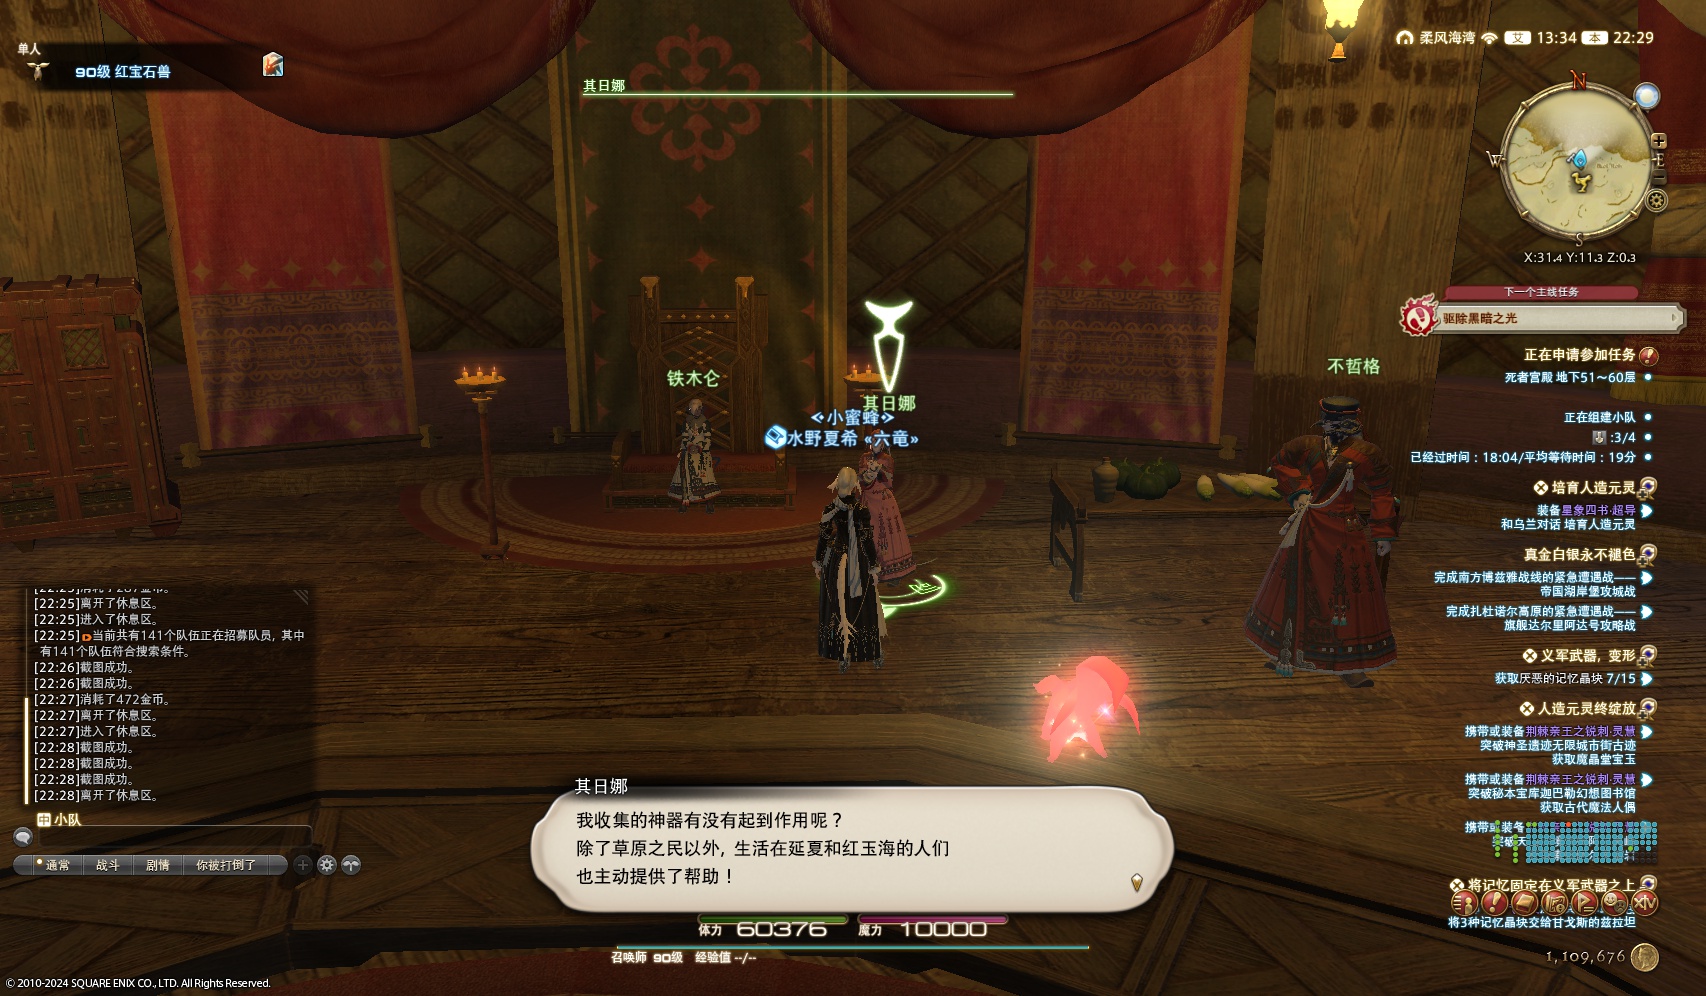 单人
90级 红宝石兽
其日娜
柔风海湾 艾 13:34 本 22:29
N
W
E
S
X:31.4 Y:11.3 Z:0.3
下一个主线任务
驱除黑暗之光
正在申请参加任务
死者宫殿 地下51～60层
正在组建小队
:3/4
已经过时间：18:04/平均等待时间：19分
培育人造元灵
装备星象四书·超导
和乌兰对话 培育人造元灵
真金白银永不褪色
完成南方博兹雅战线的紧急遭遇战——
帝国湖岸堡攻城战
完成扎杜诺尔高原的紧急遭遇战——
旗舰达尔里阿达号攻略战
义军武器，变形
获取厌恶的记忆晶块 7/15
人造元灵终绽放
携带或装备荆棘亲王之锐刺·灵慧
突破神圣遗迹无限城市街古迹
获取魔晶堂宝玉
携带或装备荆棘亲王之锐刺·灵慧
突破秘本宝库迦巴勒幻想图书馆
获取古代魔法人偶
携带或装备
将记忆固定在义军武器之上
将3种记忆晶块交给甘戈斯的兹拉坦
1,109,676
铁木仑
不哲格
其日娜
<小蜜蜂>
水野夏希 «六竜»
[22:25]离开了休息区。
[22:25]进入了休息区。
[22:25]当前共有141个队伍正在招募队员，其中
有141个队伍符合搜索条件。
[22:26]截图成功。
[22:26]截图成功。
[22:27]消耗了472金币。
[22:27]离开了休息区。
[22:27]进入了休息区。
[22:28]截图成功。
[22:28]截图成功。
[22:28]截图成功。
[22:28]离开了休息区。
小队
通常 战斗 剧情 你被打倒了
其日娜
我收集的神器有没有起到作用呢？
除了草原之民以外，生活在延夏和红玉海的人们
也主动提供了帮助！
体力 60376 魔力 10000
召唤师 90级 经验值 --/--
© 2010-2024 SQUARE ENIX CO., LTD. All Rights Reserved.